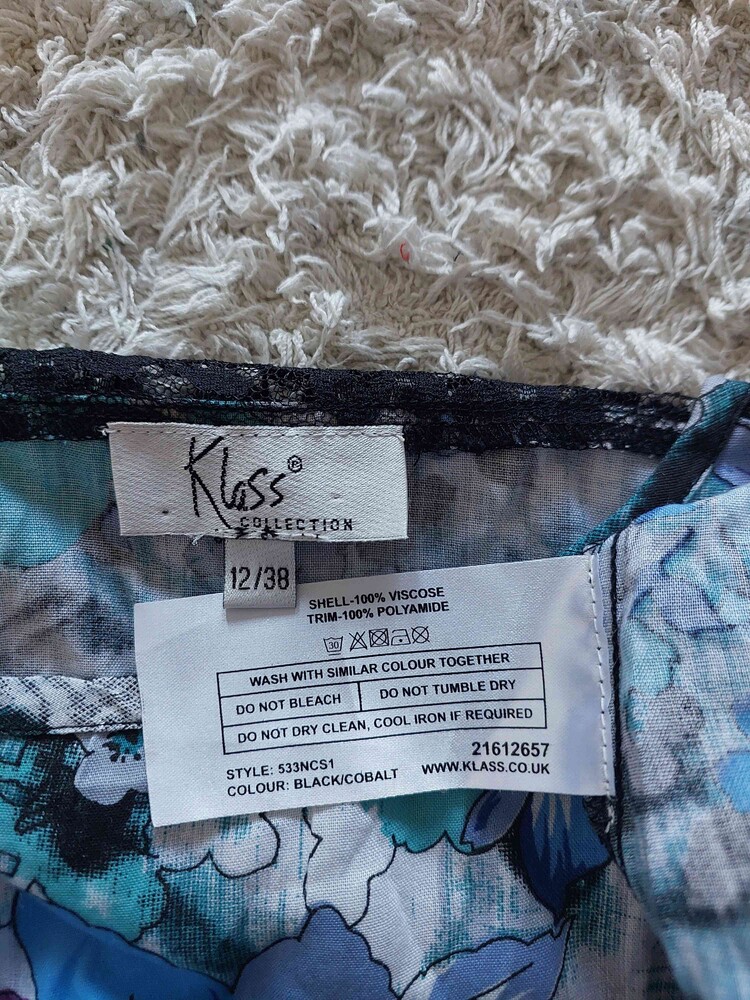 Klass®
COLLECTION
12/38
SHELL-100% VISCOSE
TRIM-100% POLYAMIDE
30
WASH WITH SIMILAR COLOUR TOGETHER
DO NOT BLEACH DO NOT TUMBLE DRY
DO NOT DRY CLEAN, COOL IRON IF REQUIRED
21612657
STYLE: 533NCS1 WWW.KLASS.CO.UK
COLOUR: BLACK/COBALT